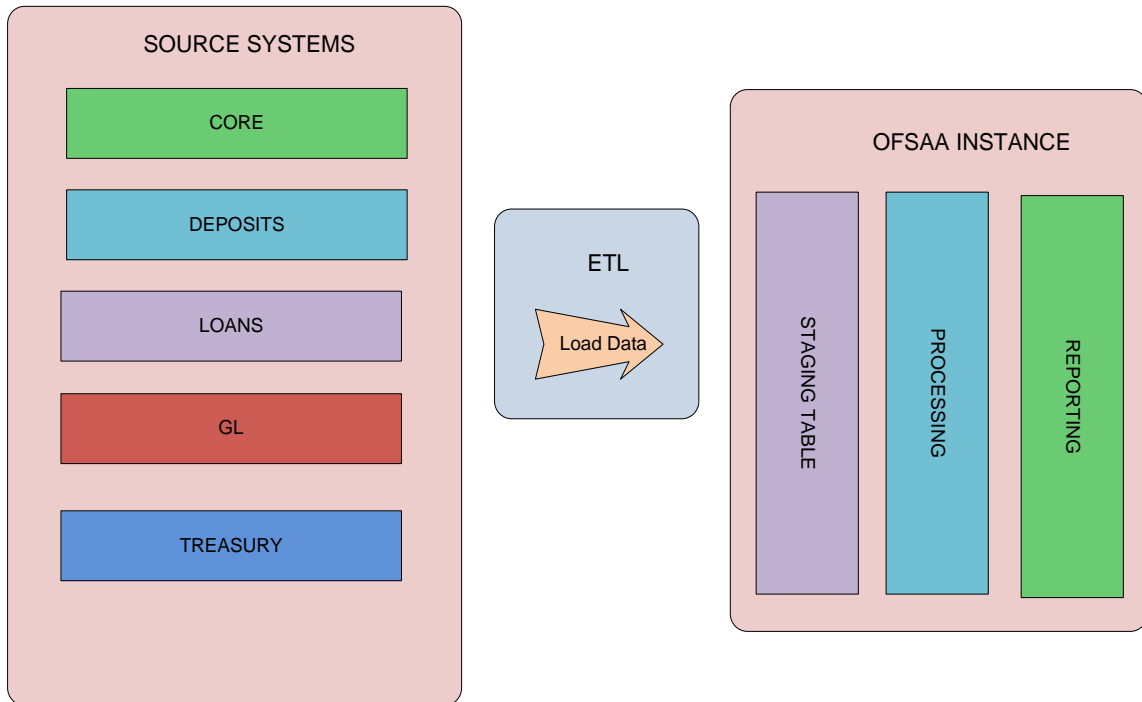 SOURCE SYSTEMS
CORE
DEPOSITS
LOANS
GL
TREASURY
ETL
Load Data
OFSAA INSTANCE
STAGING TABLE
PROCESSING
REPORTING